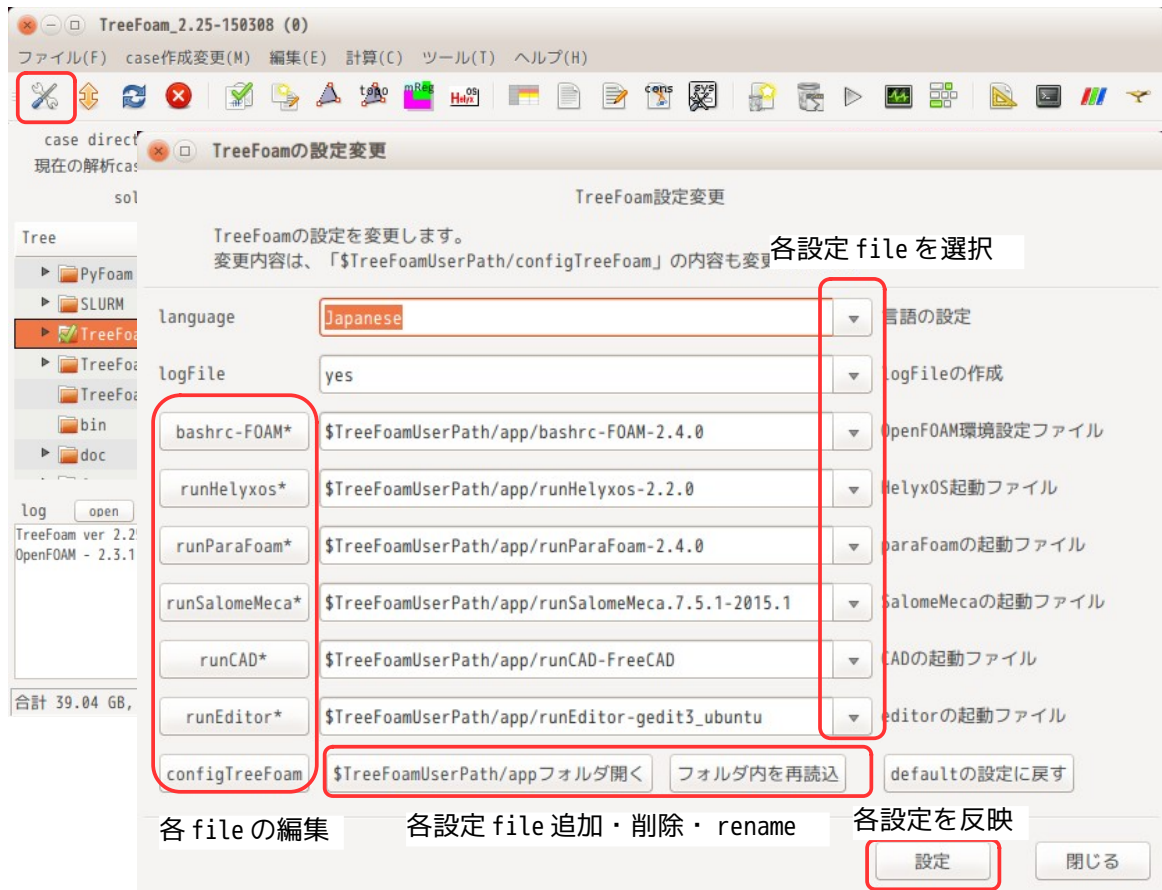 TreeFoam_2.25-150308 (0)
ファイル(F) case作成変更(M) 編集(E) 計算(C) ツール(T) ヘルプ(H)
topo mReg HelyxOS cons SYS
case direct
現在の解析cas
sol
TreeFoamの設定変更
TreeFoam設定変更
TreeFoamの設定を変更します。
変更内容は、「$TreeFoamUserPath/configTreeFoam」の内容も変更
各設定 file を選択
Tree
PyFoam
SLURM
TreeFoa
TreeFoa
TreeFoa
bin
doc
language Japanese 言語の設定
logFile yes logFileの作成
bashrc-FOAM* $TreeFoamUserPath/app/bashrc-FOAM-2.4.0 OpenFOAM環境設定ファイル
runHelyxos* $TreeFoamUserPath/app/runHelyxos-2.2.0 HelyxOS起動ファイル
runParaFoam* $TreeFoamUserPath/app/runParaFoam-2.4.0 paraFoamの起動ファイル
runSalomeMeca* $TreeFoamUserPath/app/runSalomeMeca.7.5.1-2015.1 SalomeMecaの起動ファイル
runCAD* $TreeFoamUserPath/app/runCAD-FreeCAD CADの起動ファイル
runEditor* $TreeFoamUserPath/app/runEditor-gedit3_ubuntu editorの起動ファイル
configTreeFoam $TreeFoamUserPath/appフォルダ開く フォルダ内を再読込 defaultの設定に戻す
log open
TreeFoam ver 2.2
OpenFOAM - 2.3.1
合計 39.04 GB,
各 file の編集
各設定 file 追加・削除・ rename
各設定を反映
設定 閉じる